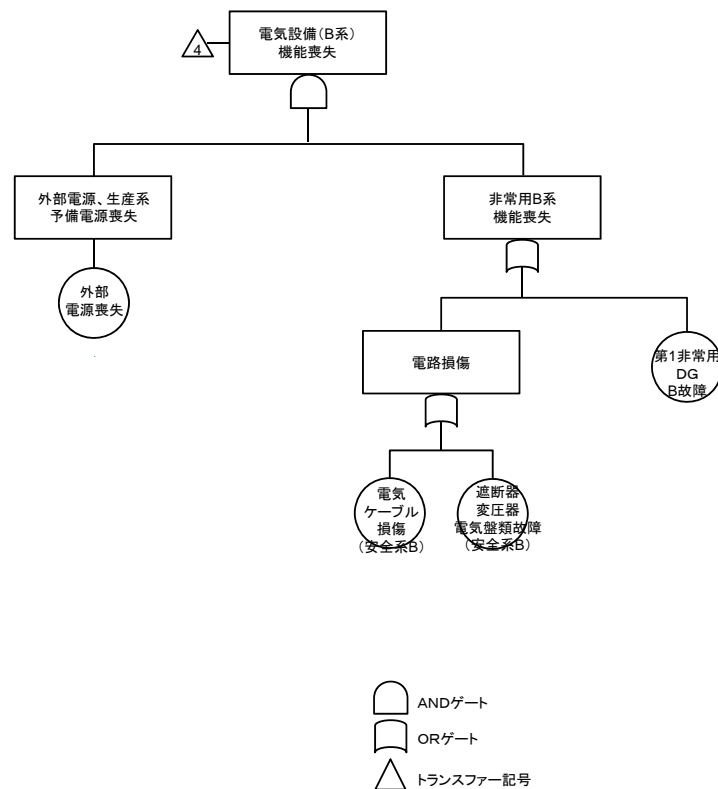 電気設備(B系)
機能喪失
4
外部電源、生産系
予備電源喪失
非常用B系
機能喪失
外部
電源喪失
電路損傷
第1非常用
DG
B故障
電気
ケーブル
損傷
(安全系B)
遮断器
変圧器
電気盤類故障
(安全系B)
ANDゲート
ORゲート
トランスファー記号